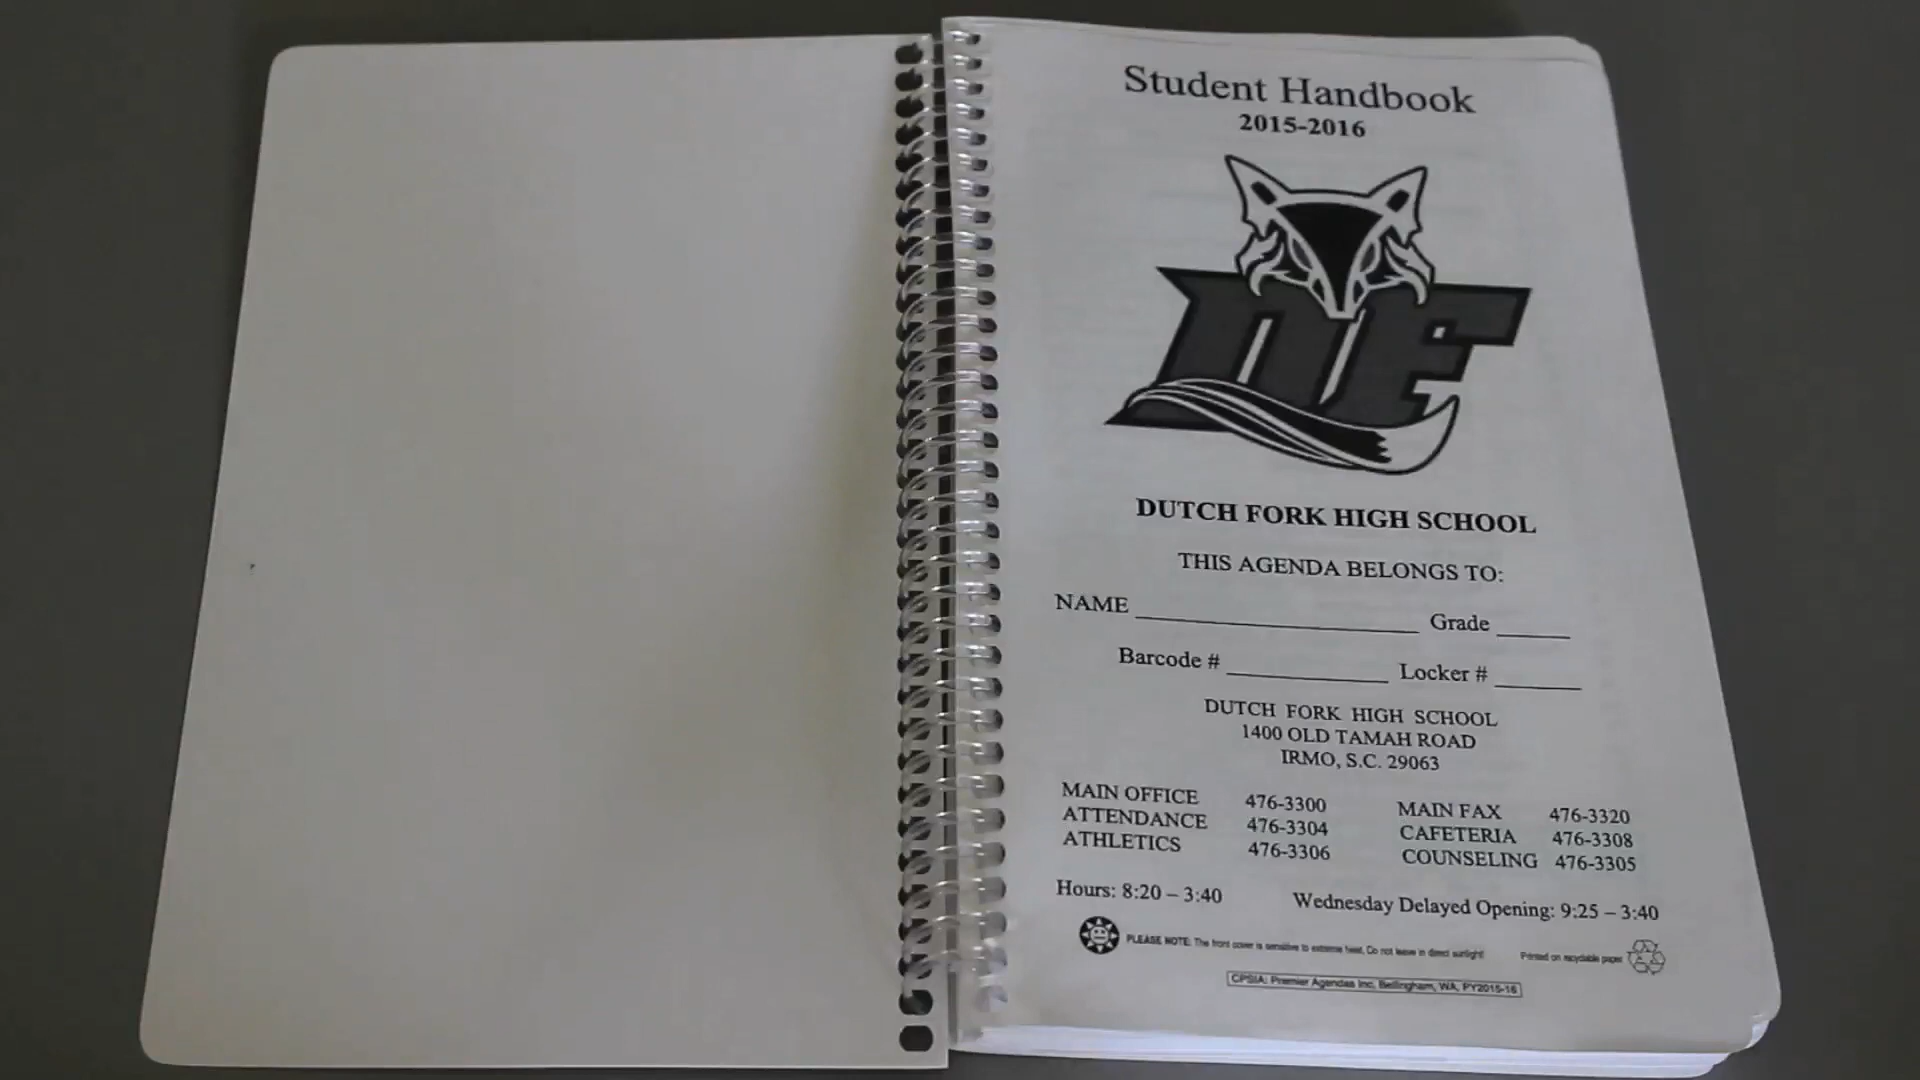 Student Handbook
2015-2016
DF
DUTCH FORK HIGH SCHOOL
THIS AGENDA BELONGS TO:
NAME ____________________ Grade _____
Barcode # ____________ Locker # ______
DUTCH FORK HIGH SCHOOL
1400 OLD TAMAH ROAD
IRMO, S.C. 29063
MAIN OFFICE 476-3300 MAIN FAX 476-3320
ATTENDANCE 476-3304 CAFETERIA 476-3308
ATHLETICS 476-3306 COUNSELING 476-3305
Hours: 8:20 – 3:40 Wednesday Delayed Opening: 9:25 – 3:40
PLEASE NOTE: The front cover is sensitive to extreme heat. Do not leave in direct sunlight! Printed on recyclable paper
CPSIA: Premier Agendas Inc, Bellingham, WA, PY2015-16